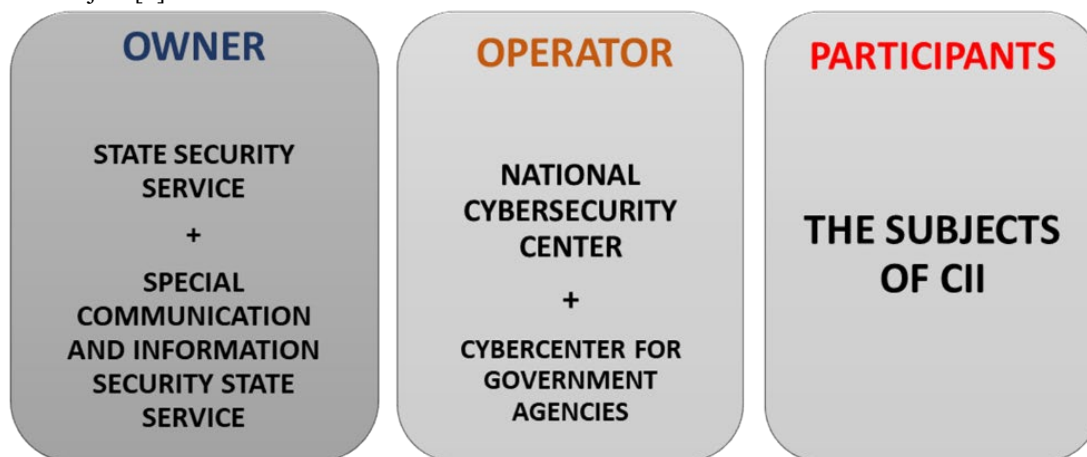 OWNER
STATE SECURITY
SERVICE
+
SPECIAL
COMMUNICATION
AND INFORMATION
SECURITY STATE
SERVICE
OPERATOR
NATIONAL
CYBERSECURITY
CENTER
+
CYBERCENTER FOR
GOVERNMENT
AGENCIES
PARTICIPANTS
THE SUBJECTS
OF CII